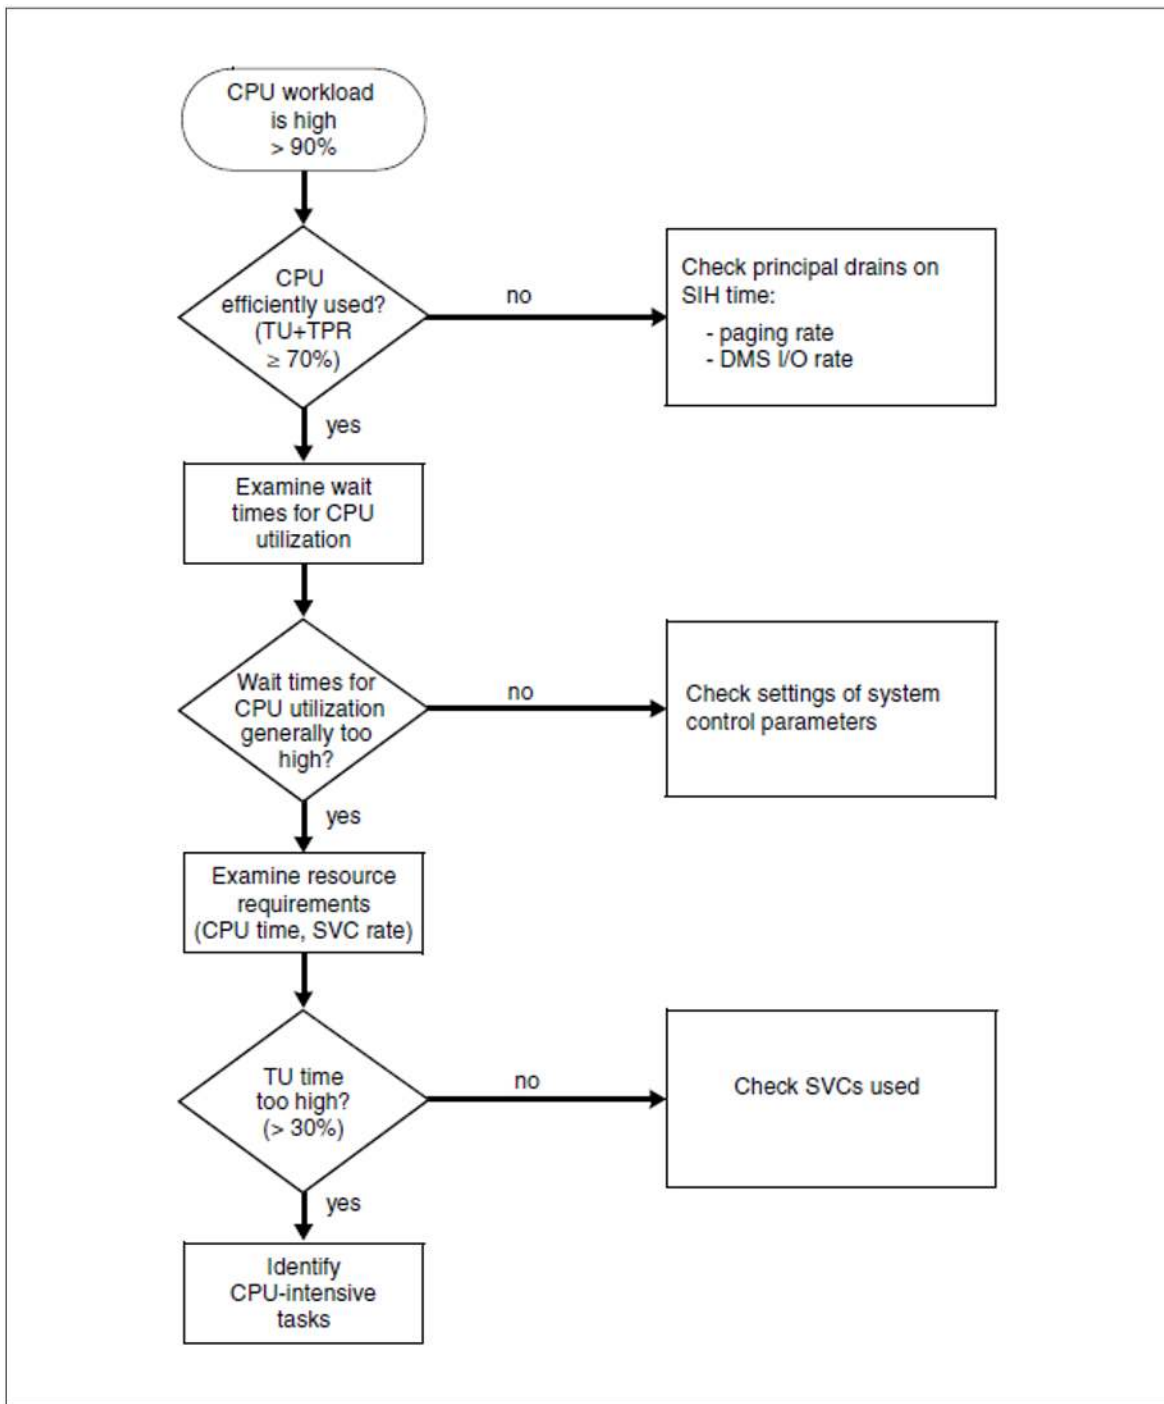 CPU workload
is high
> 90%
CPU
efficiently used?
(TU+TPR
≥ 70%)
no
Check principal drains on
SIH time:
- paging rate
- DMS I/O rate
yes
Examine wait
times for CPU
utilization
Wait times for
CPU utilization
generally too
high?
no
Check settings of system
control parameters
yes
Examine resource
requirements
(CPU time, SVC rate)
TU time
too high?
(> 30%)
no
Check SVCs used
yes
Identify
CPU-intensive
tasks